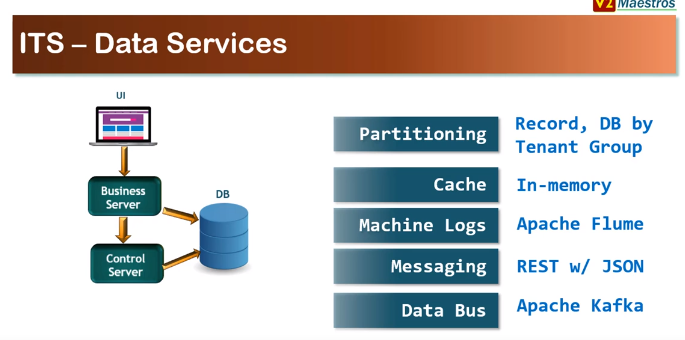 V2 Maestros
ITS – Data Services
UI
Business
Server
DB
Control
Server
Partitioning
Record, DB by
Tenant Group
Cache
In-memory
Machine Logs
Apache Flume
Messaging
REST w/ JSON
Data Bus
Apache Kafka